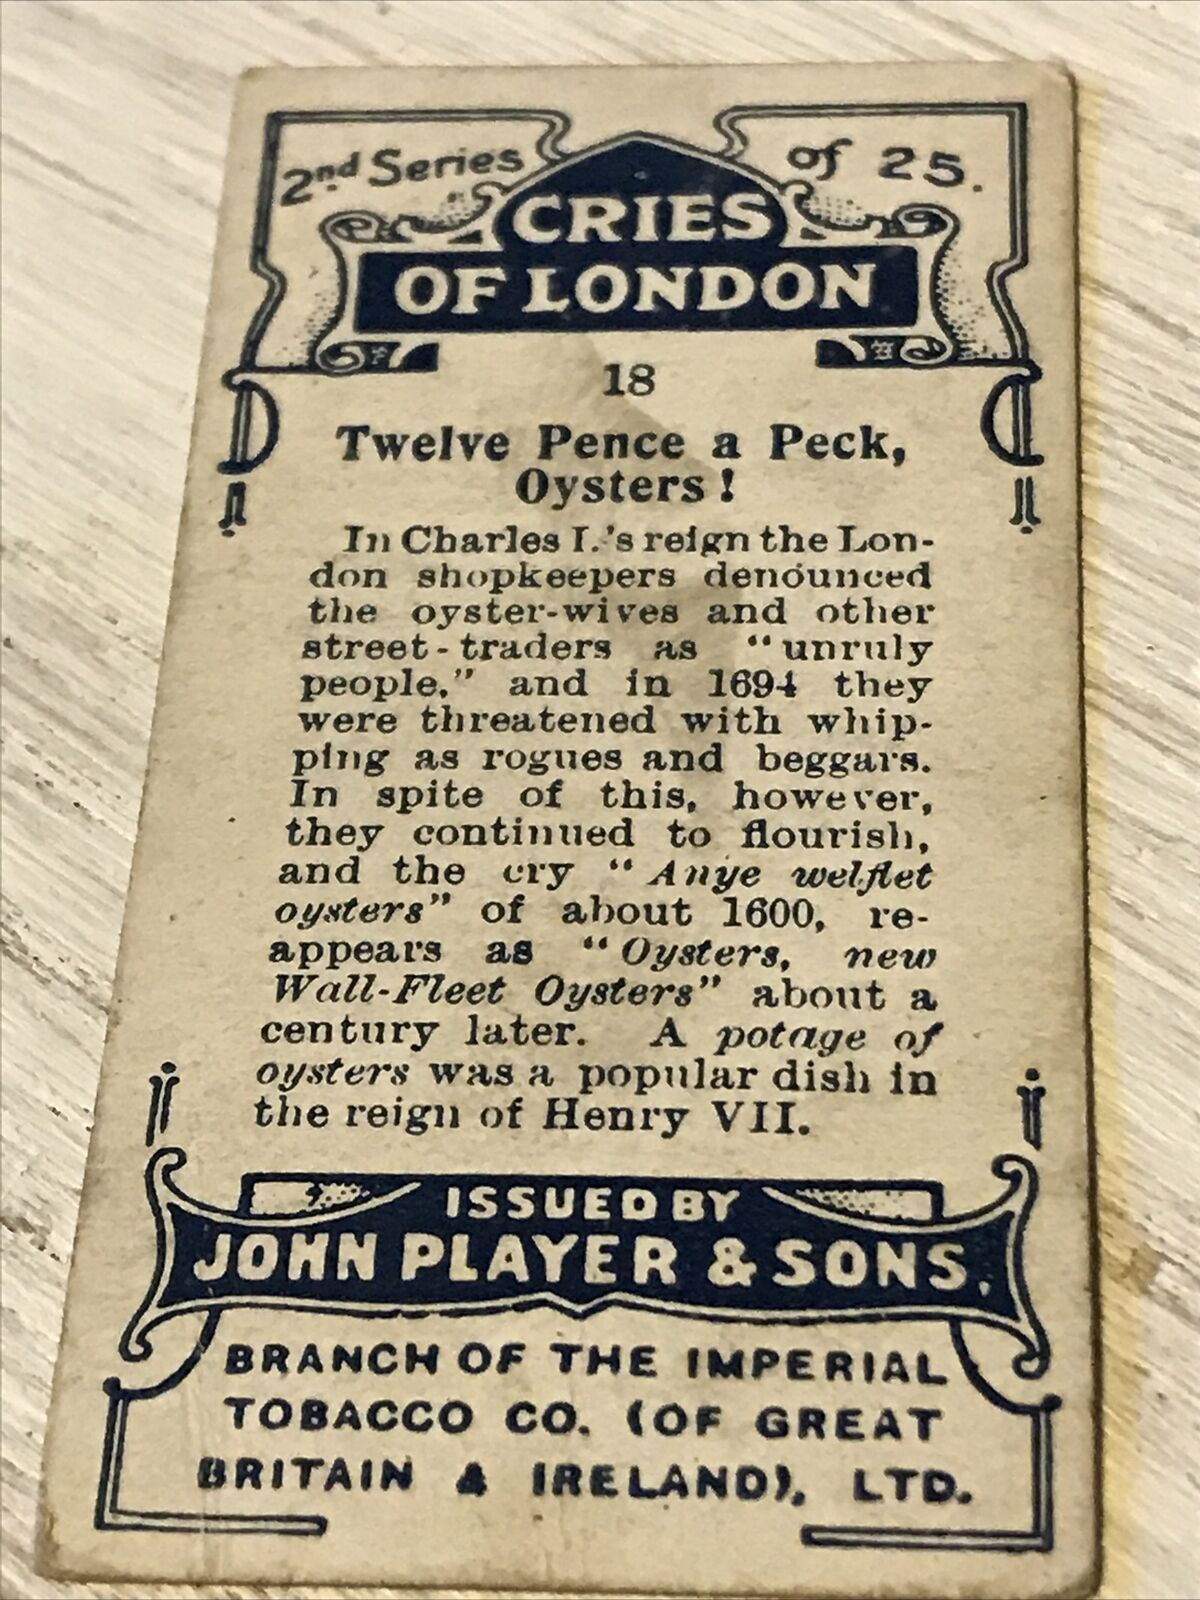 2nd Series of 25.
CRIES
OF LONDON
18
Twelve Pence a Peck,
Oysters!
In Charles I.'s reign the Lon-
don shopkeepers denounced
the oyster-wives and other
street-traders as "unruly
people," and in 1694 they
were threatened with whip-
ping as rogues and beggars.
In spite of this, however,
they continued to flourish,
and the cry "Anye welflet
oysters" of about 1600, re-
appears as "Oysters, new
Wall-Fleet Oysters" about a
century later. A potage of
oysters was a popular dish in
the reign of Henry VII.
ISSUED BY
JOHN PLAYER & SONS,
BRANCH OF THE IMPERIAL
TOBACCO CO. (OF GREAT
BRITAIN & IRELAND), LTD.